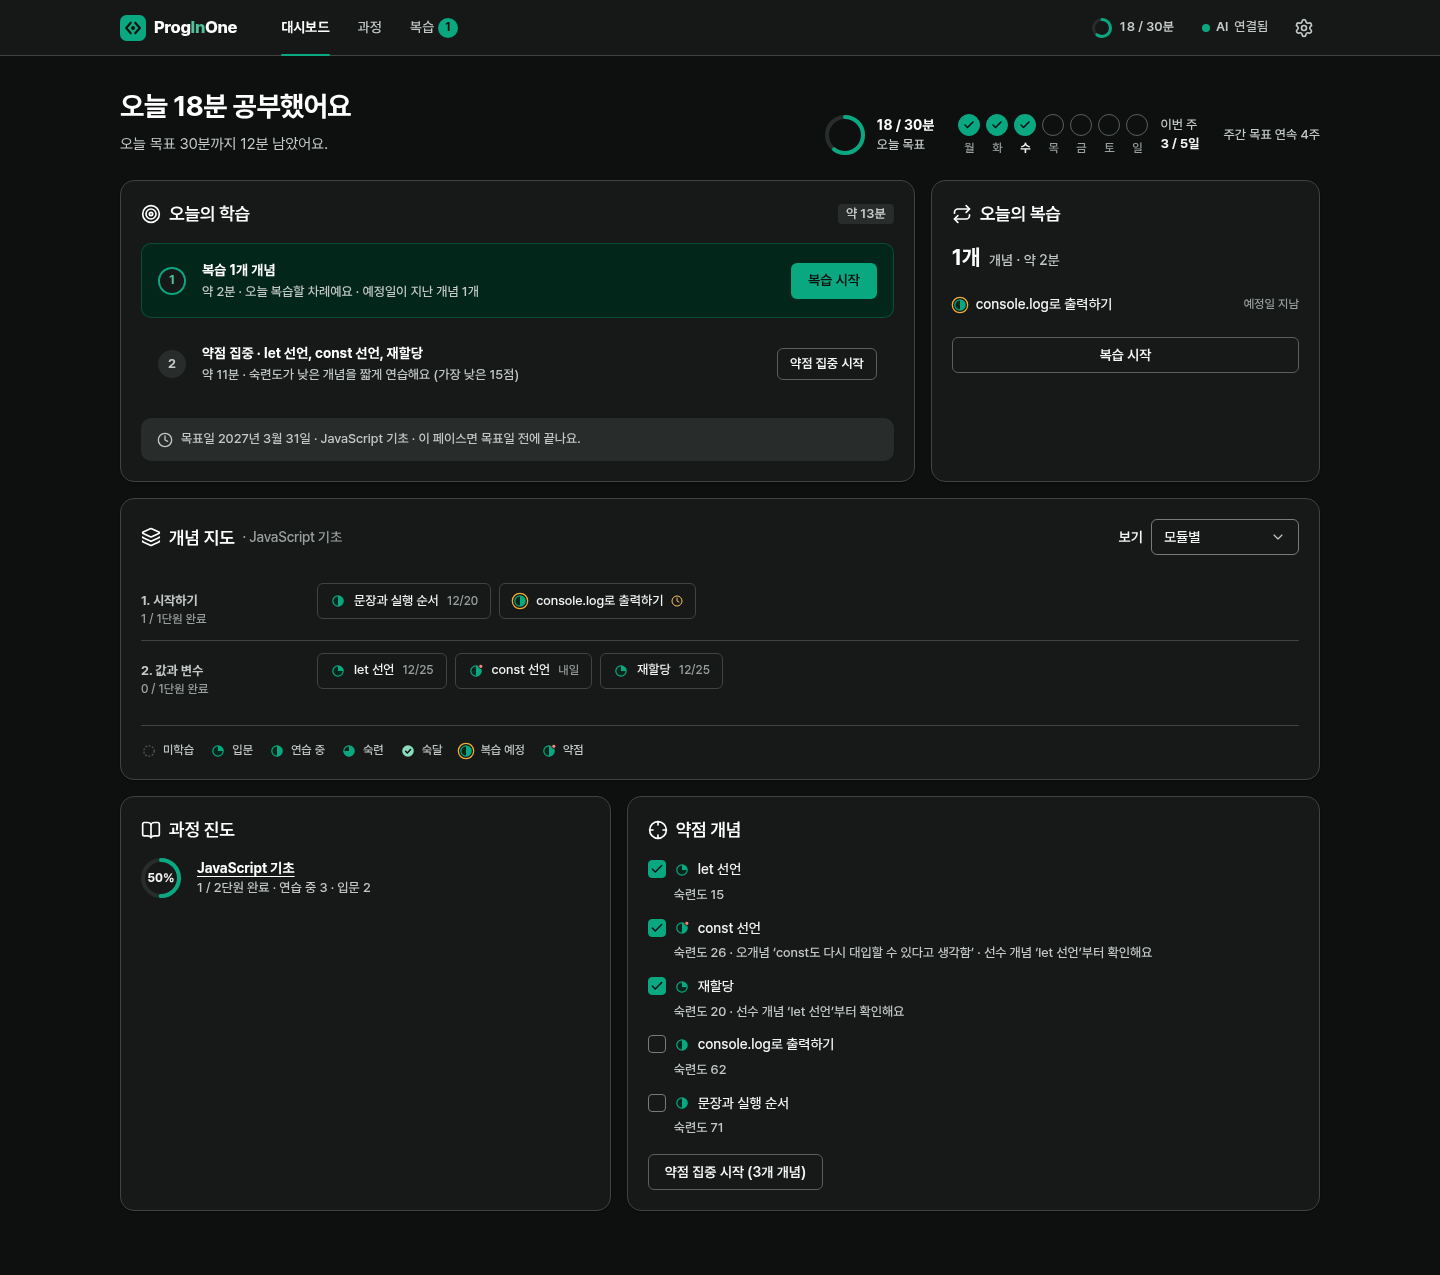 ProgInOne
대시보드
과정
복습 1
18 / 30분
AI 연결됨
오늘 18분 공부했어요
오늘 목표 30분까지 12분 남았어요.
18 / 30분
오늘 목표
월 화 수 목 금 토 일
이번 주
3 / 5일
주간 목표 연속 4주
오늘의 학습
약 13분
1
복습 1개 개념
약 2분 · 오늘 복습할 차례예요 · 예정일이 지난 개념 1개
복습 시작
2
약점 집중 · let 선언, const 선언, 재할당
약 11분 · 숙련도가 낮은 개념을 짧게 연습해요 (가장 낮은 15점)
약점 집중 시작
목표일 2027년 3월 31일 · JavaScript 기초 · 이 페이스면 목표일 전에 끝나요.
오늘의 복습
1개 개념 · 약 2분
console.log로 출력하기
예정일 지남
복습 시작
개념 지도 · JavaScript 기초
보기
모듈별
1. 시작하기
1 / 1단원 완료
문장과 실행 순서 12/20
console.log로 출력하기
2. 값과 변수
0 / 1단원 완료
let 선언 12/25
const 선언 내일
재할당 12/25
미학습
입문
연습 중
숙련
숙달
복습 예정
약점
과정 진도
50%
JavaScript 기초
1 / 2단원 완료 · 연습 중 3 · 입문 2
약점 개념
let 선언
숙련도 15
const 선언
숙련도 26 · 오개념 ‘const도 다시 대입할 수 있다고 생각함’ · 선수 개념 ‘let 선언’부터 확인해요
재할당
숙련도 20 · 선수 개념 ‘let 선언’부터 확인해요
console.log로 출력하기
숙련도 62
문장과 실행 순서
숙련도 71
약점 집중 시작 (3개 개념)